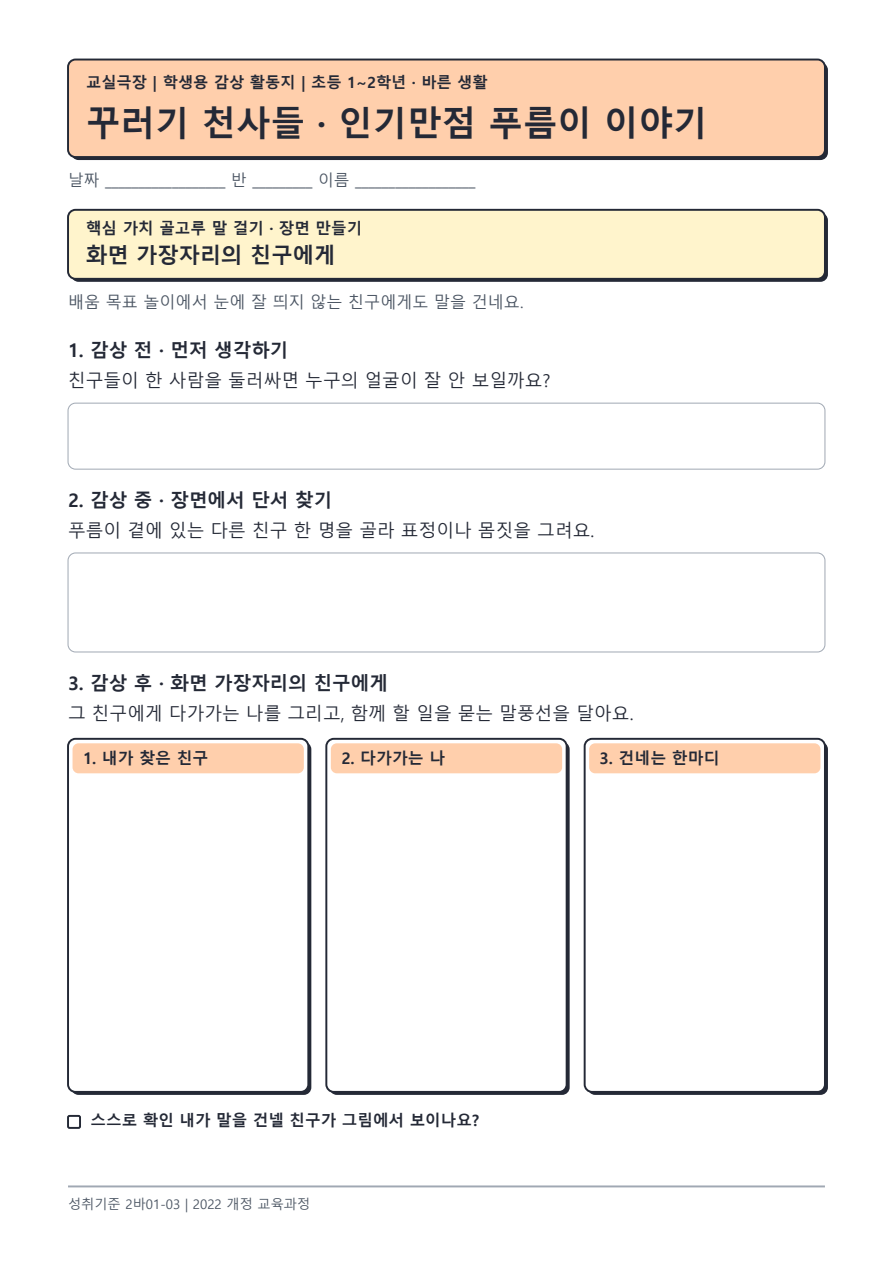 교실극장 | 학생용 감상 활동지 | 초등 1~2학년 · 바른 생활
꾸러기 천사들 · 인기만점 푸름이 이야기
날짜 _______________ 반 _______ 이름 _______________
핵심 가치 골고루 말 걸기 · 장면 만들기
화면 가장자리의 친구에게
배움 목표 놀이에서 눈에 잘 띄지 않는 친구에게도 말을 건네요.
1. 감상 전 · 먼저 생각하기
친구들이 한 사람을 둘러싸면 누구의 얼굴이 잘 안 보일까요?
2. 감상 중 · 장면에서 단서 찾기
푸름이 곁에 있는 다른 친구 한 명을 골라 표정이나 몸짓을 그려요.
3. 감상 후 · 화면 가장자리의 친구에게
그 친구에게 다가가는 나를 그리고, 함께 할 일을 묻는 말풍선을 달아요.
1. 내가 찾은 친구
2. 다가가는 나
3. 건네는 한마디
스스로 확인 내가 말을 건넬 친구가 그림에서 보이나요?
성취기준 2바01-03 | 2022 개정 교육과정